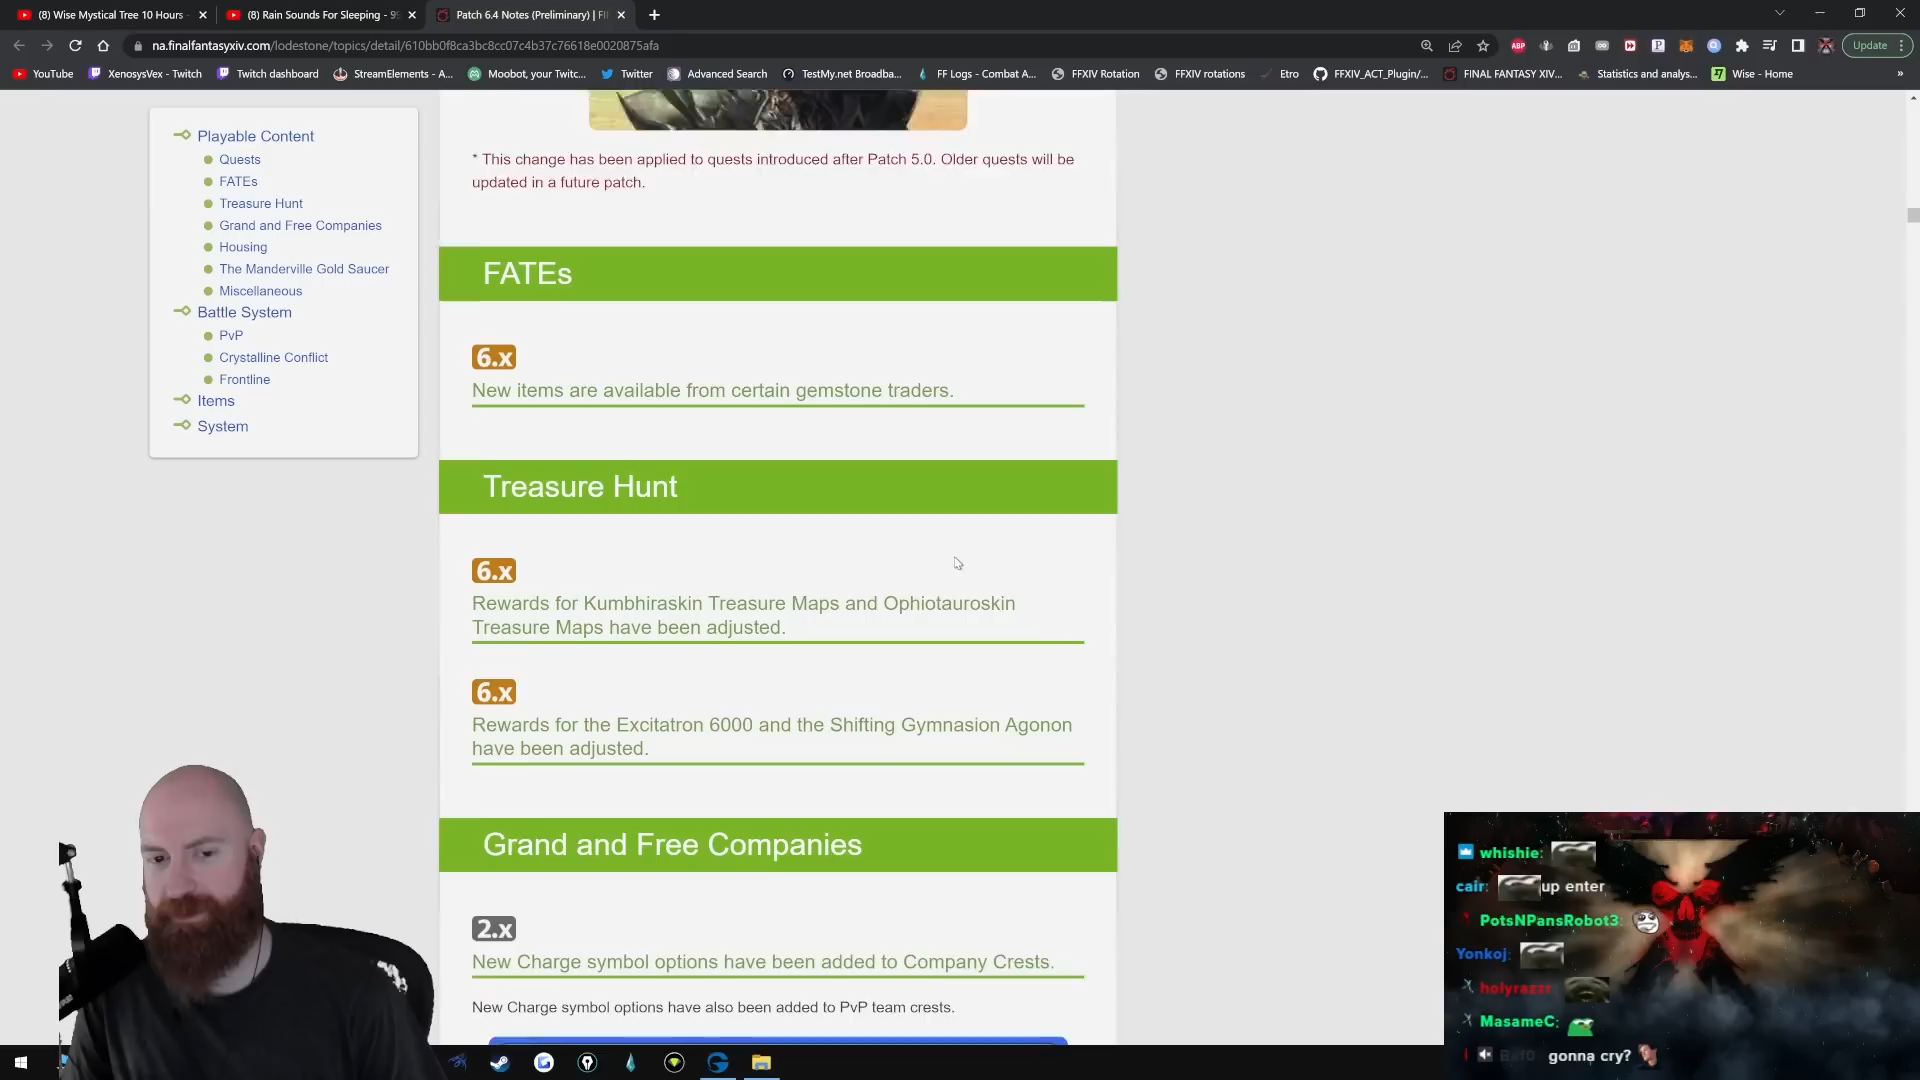 (8) Wise Mystical Tree 10 Hours -
(8) Rain Sounds For Sleeping - 99
Patch 6.4 Notes (Preliminary) | FI
na.finalfantasyxiv.com/lodestone/topics/detail/610bb0f8ca3bc8cc07c4b37c76618e0020875afa
ABP
Update
YouTube
XenosysVex - Twitch
Twitch dashboard
StreamElements - A...
Moobot, your Twitc...
Twitter
Advanced Search
TestMy.net Broadba...
FF Logs - Combat A...
FFXIV Rotation
FFXIV rotations
Etro
FFXIV_ACT_Plugin/...
FINAL FANTASY XIV...
Statistics and analys...
Wise - Home
»
Playable Content
Quests
FATEs
Treasure Hunt
Grand and Free Companies
Housing
The Manderville Gold Saucer
Miscellaneous
Battle System
PvP
Crystalline Conflict
Frontline
Items
System
* This change has been applied to quests introduced after Patch 5.0. Older quests will be
updated in a future patch.
FATEs
6.x
New items are available from certain gemstone traders.
Treasure Hunt
6.x
Rewards for Kumbhiraskin Treasure Maps and Ophiotauroskin
Treasure Maps have been adjusted.
6.x
Rewards for the Excitatron 6000 and the Shifting Gymnasion Agonon
have been adjusted.
Grand and Free Companies
2.x
New Charge symbol options have been added to Company Crests.
New Charge symbol options have also been added to PvP team crests.
whishie:
cair: up enter
PotsNPansRobot3:
Yonkoj:
holyrazzr
MasameC:
gonna cry?